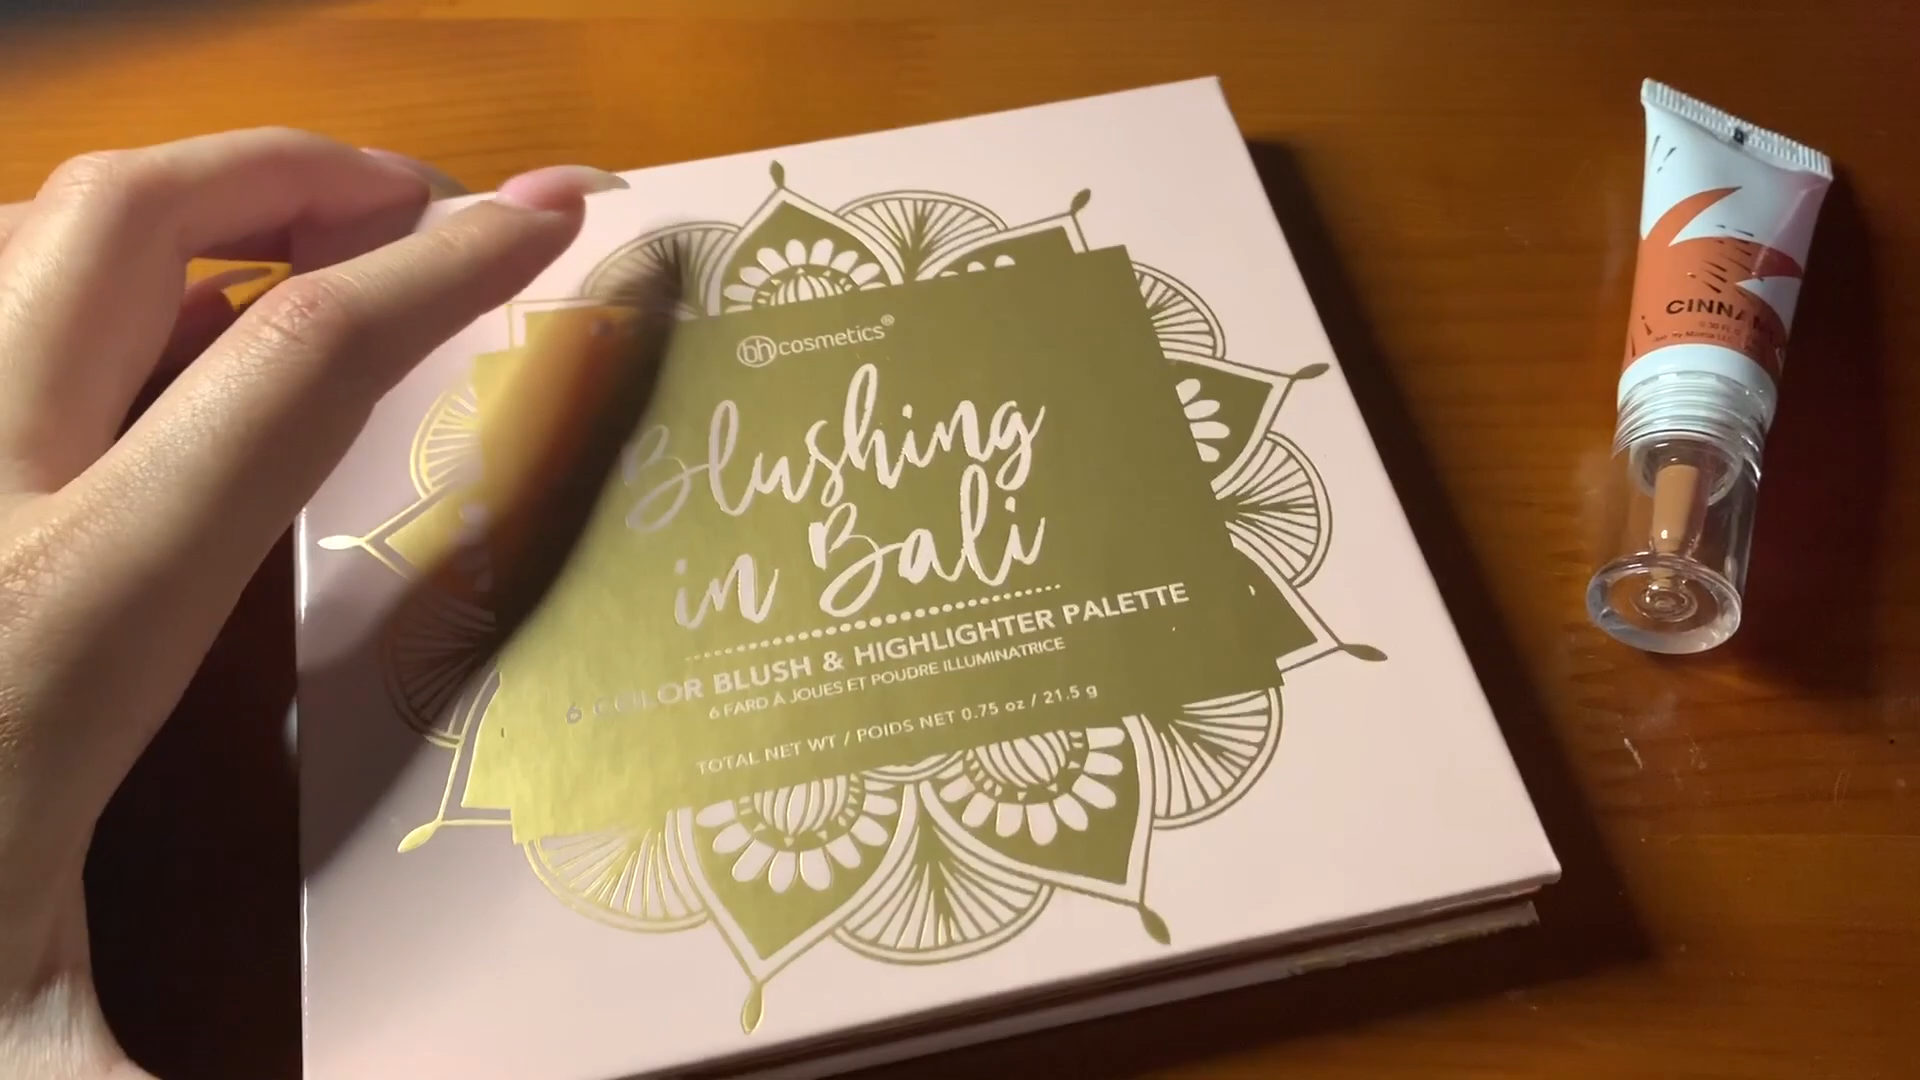 bh cosmetics®
Blushing
in Bali
6 COLOR BLUSH & HIGHLIGHTER PALETTE
6 FARD À JOUES ET POUDRE ILLUMINATRICE
TOTAL NET WT / POIDS NET 0.75 oz / 21.5 g